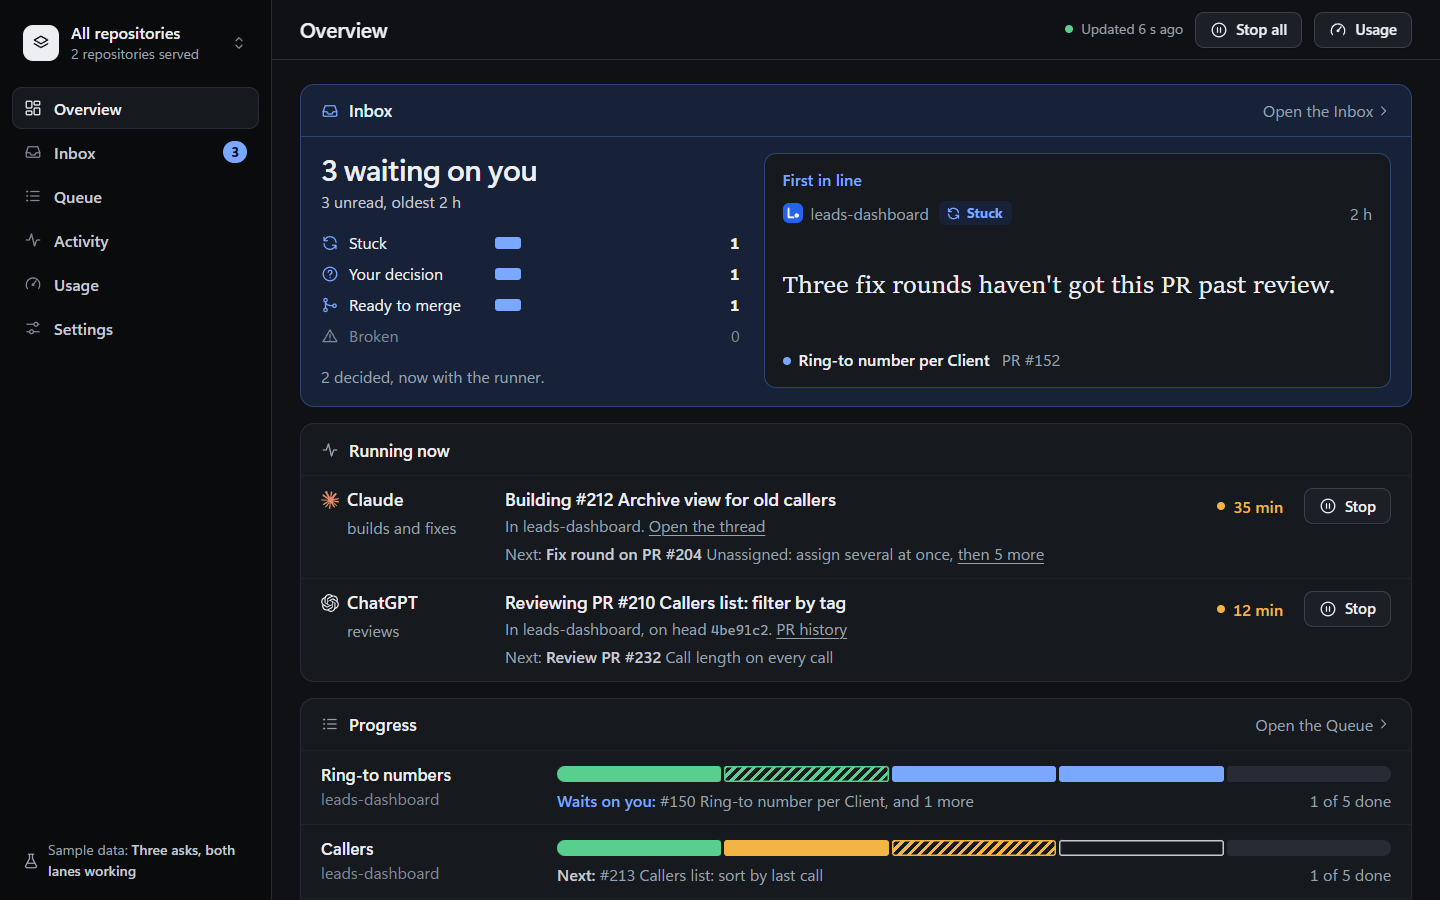 All repositories
2 repositories served
Overview
Inbox
3
Queue
Activity
Usage
Settings
Sample data: Three asks, both
lanes working
Overview
Updated 6 s ago
Stop all
Usage
Inbox
Open the Inbox
3 waiting on you
3 unread, oldest 2 h
Stuck 1
Your decision 1
Ready to merge 1
Broken 0
2 decided, now with the runner.
First in line
L. leads-dashboard Stuck 2 h
Three fix rounds haven't got this PR past review.
Ring-to number per Client PR #152
Running now
Claude
builds and fixes
Building #212 Archive view for old callers
In leads-dashboard. Open the thread
Next: Fix round on PR #204 Unassigned: assign several at once, then 5 more
35 min
Stop
ChatGPT
reviews
Reviewing PR #210 Callers list: filter by tag
In leads-dashboard, on head 4be91c2. PR history
Next: Review PR #232 Call length on every call
12 min
Stop
Progress
Open the Queue
Ring-to numbers
leads-dashboard
Waits on you: #150 Ring-to number per Client, and 1 more
1 of 5 done
Callers
leads-dashboard
Next: #213 Callers list: sort by last call
1 of 5 done